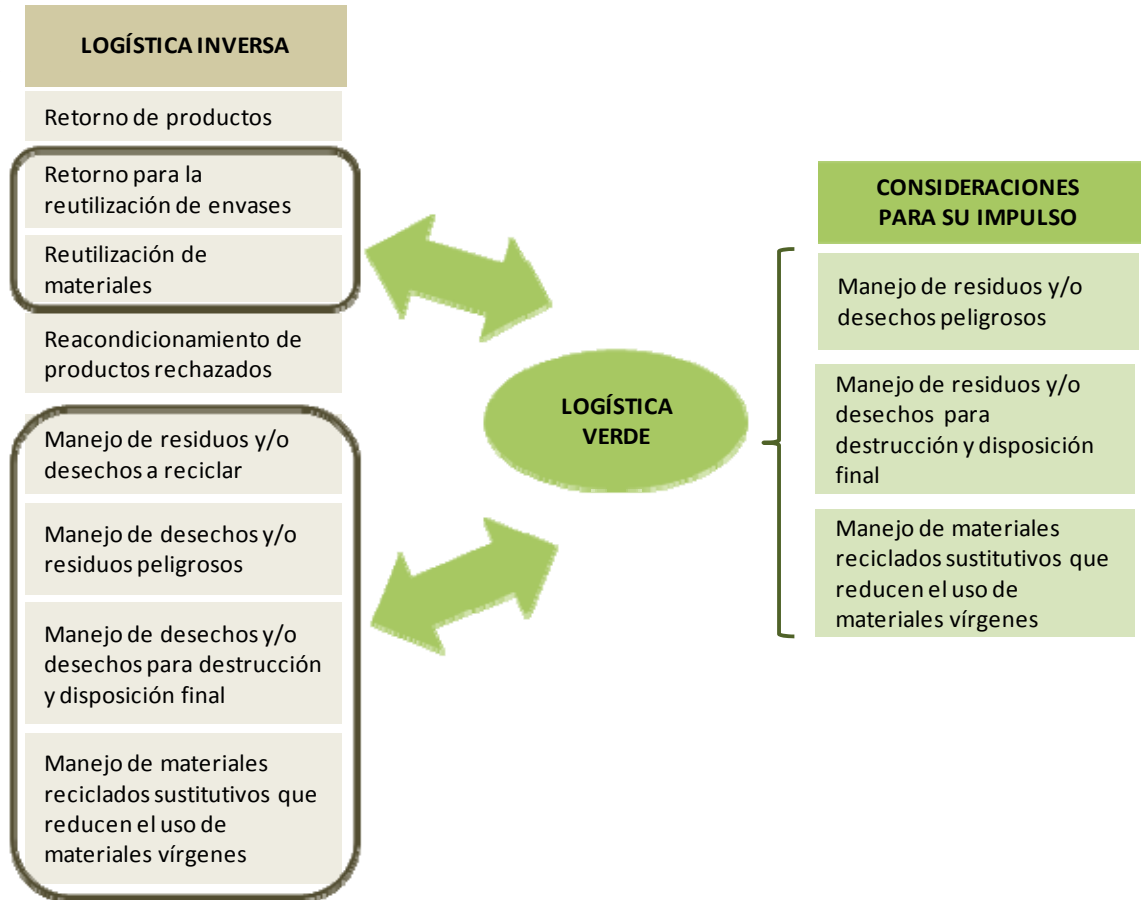 LOGÍSTICA INVERSA
Retorno de productos
Retorno para la
reutilización de envases
Reutilización de
materiales
Reacondicionamiento de
productos rechazados
Manejo de residuos y/o
desechos a reciclar
Manejo de desechos y/o
residuos peligrosos
Manejo de desechos y/o
desechos para destrucción
y disposición final
Manejo de materiales
reciclados sustitutivos que
reducen el uso de
materiales vírgenes
LOGÍSTICA
VERDE
CONSIDERACIONES
PARA SU IMPULSO
Manejo de residuos y/o
desechos peligrosos
Manejo de residuos y/o
desechos para
destrucción y disposición
final
Manejo de materiales
reciclados sustitutivos que
reducen el uso de
materiales vírgenes